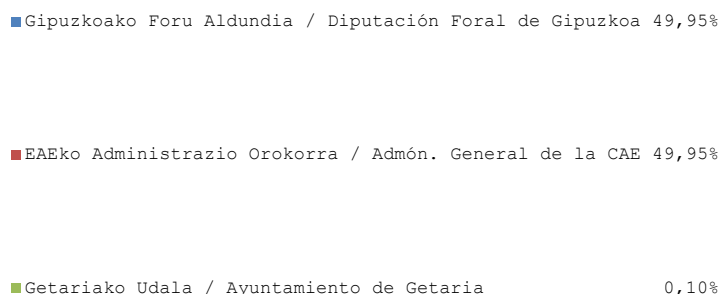 Gipuzkoako Foru Aldundia / Diputación Foral de Gipuzkoa 49,95%
EAEko Administrazio Orokorra / Admón. General de la CAE 49,95%
Getariako Udala / Ayuntamiento de Getaria 0,10%